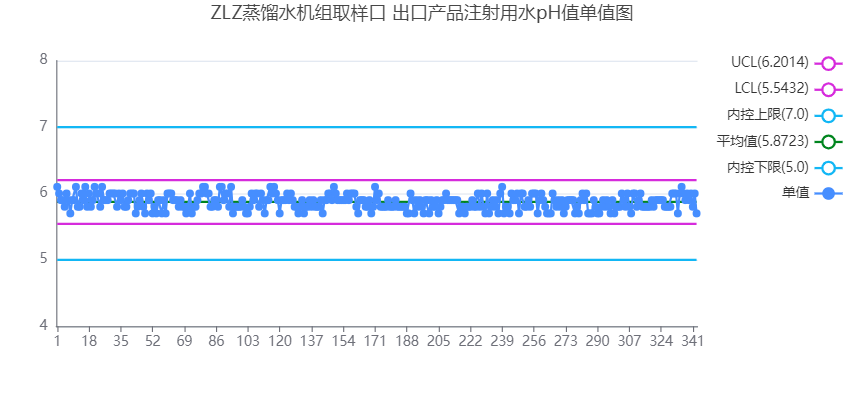 ZLZ蒸馏水机组取样口 出口产品注射用水pH值单值图
UCL(6.2014)
LCL(5.5432)
内控上限(7.0)
平均值(5.8723)
内控下限(5.0)
单值
8
7
6
5
4
1 18 35 52 69 86 103 120 137 154 171 188 205 222 239 256 273 290 307 324 341